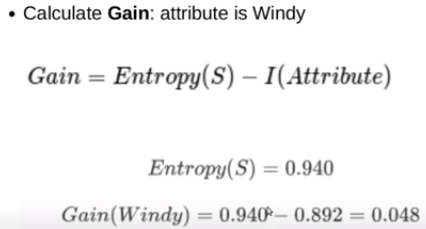 • Calculate Gain: attribute is Windy
Gain = Entropy(S) − I(Attribute)
Entropy(S) = 0.940
Gain(Windy) = 0.940 − 0.892 = 0.048